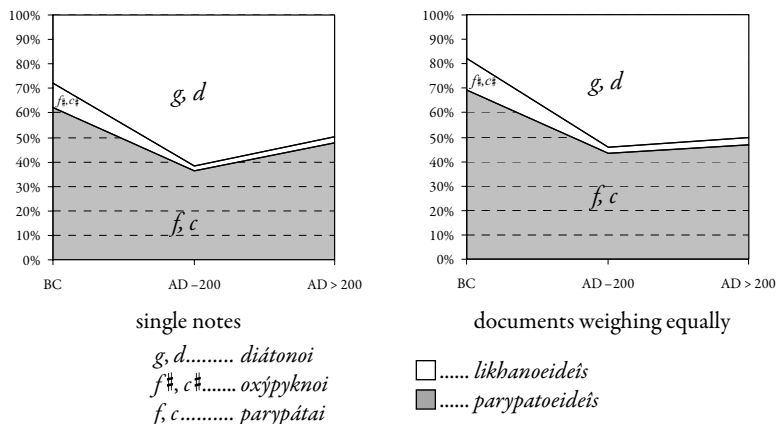 100%
90%
80%
70%
60%
50%
40%
30%
20%
10%
0%
g, d
f♯, c♯
f, c
BC
AD –200
AD > 200
single notes
100%
90%
80%
70%
60%
50%
40%
30%
20%
10%
0%
g, d
f♯, c♯
f, c
BC
AD –200
AD > 200
documents weighing equally
g, d......... diátonoi
f♯, c♯....... oxýpyknoi
f, c.......... parypátai
...... likhanoeideîs
...... parypatoeideîs